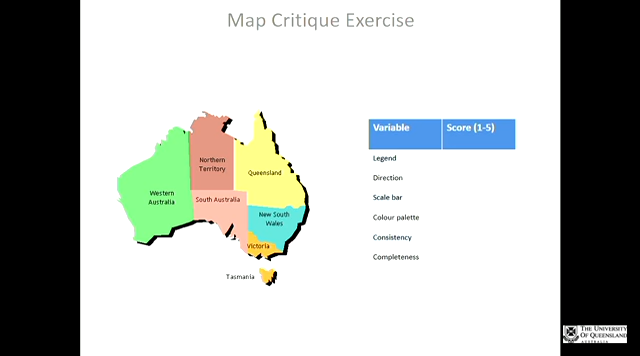 Map Critique Exercise
Northern
Territory
Queensland
Western
Australia
South Australia
New South
Wales
Victoria
Tasmania
Variable
Score (1-5)
Legend
Direction
Scale bar
Colour palette
Consistency
Completeness
THE UNIVERSITY
OF QUEENSLAND
AUSTRALIA